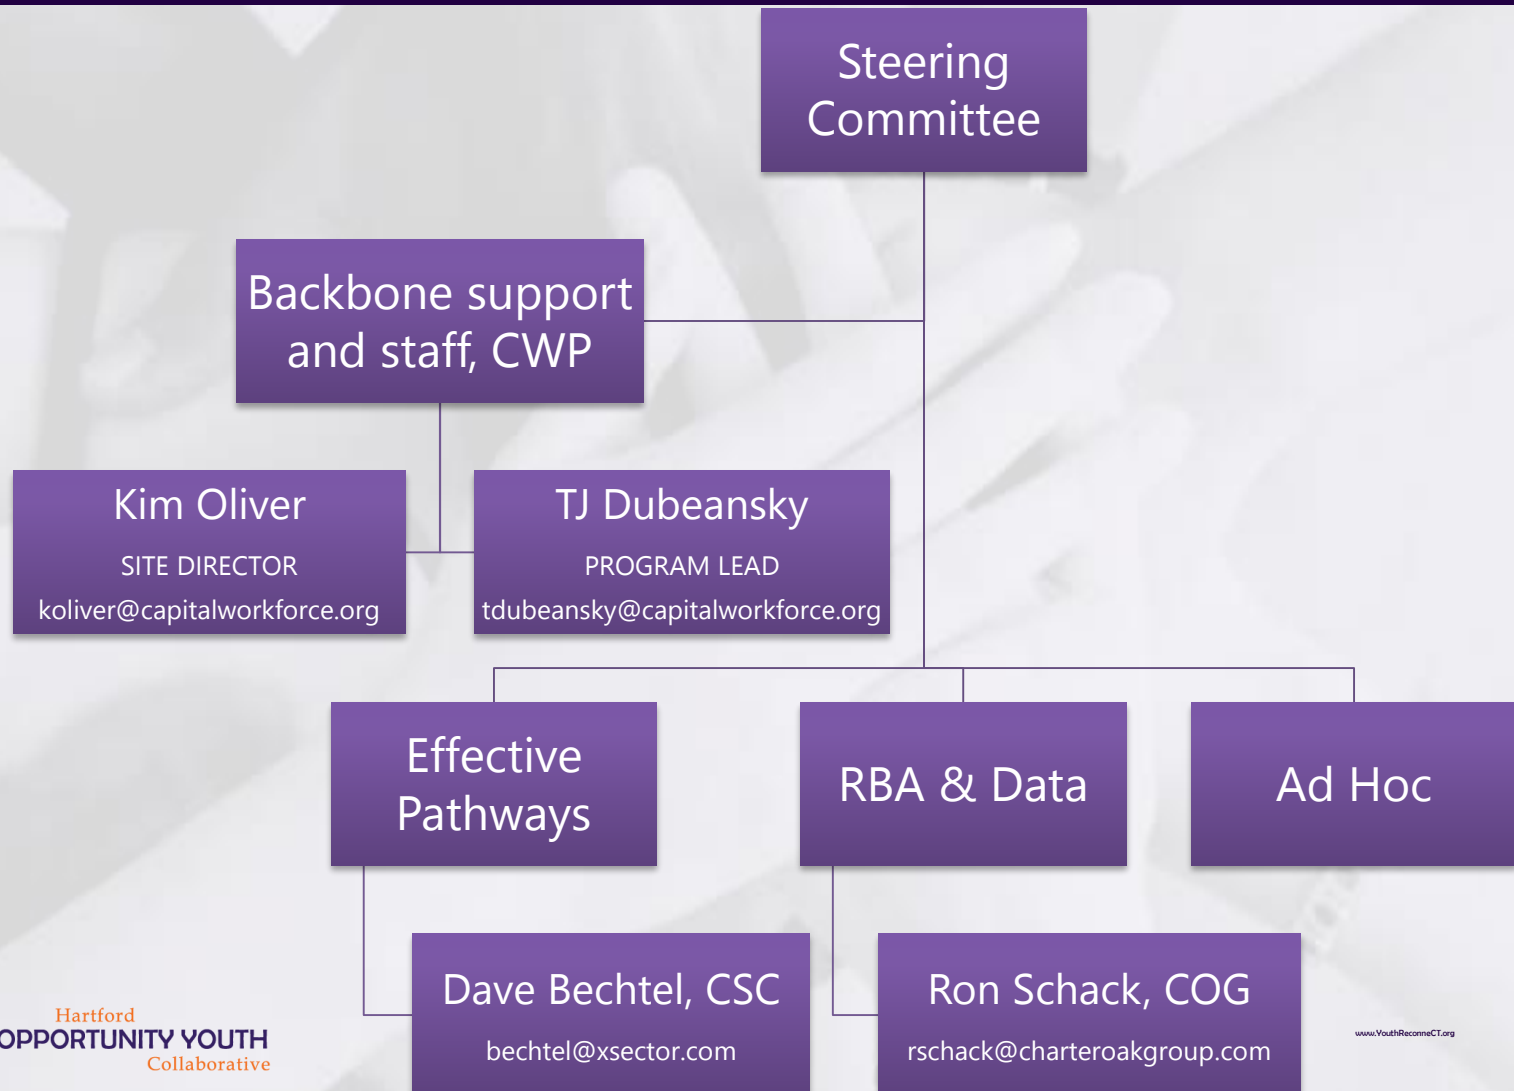 Steering
Committee
Backbone support
and staff, CWP
Kim Oliver
SITE DIRECTOR
koliver@capitalworkforce.org
TJ Dubeansky
PROGRAM LEAD
tdubeansky@capitalworkforce.org
Effective
Pathways
RBA & Data
Ad Hoc
Dave Bechtel, CSC
bechtel@xsector.com
Ron Schack, COG
rschack@charteroakgroup.com
Hartford
OPPORTUNITY YOUTH
Collaborative
www.YouthReconneCT.org